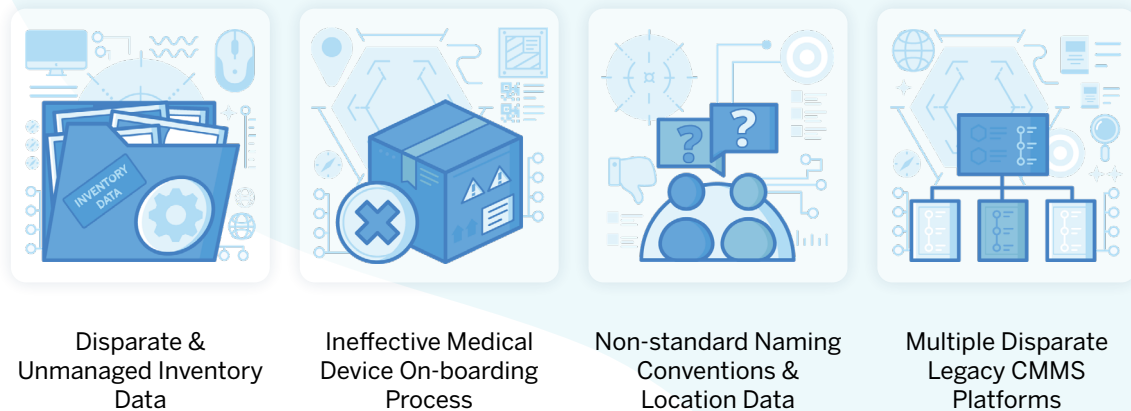 INVENTORY
DATA
? ?
Disparate &
Unmanaged Inventory
Data
Ineffective Medical
Device On-boarding
Process
Non-standard Naming
Conventions &
Location Data
Multiple Disparate
Legacy CMMS
Platforms